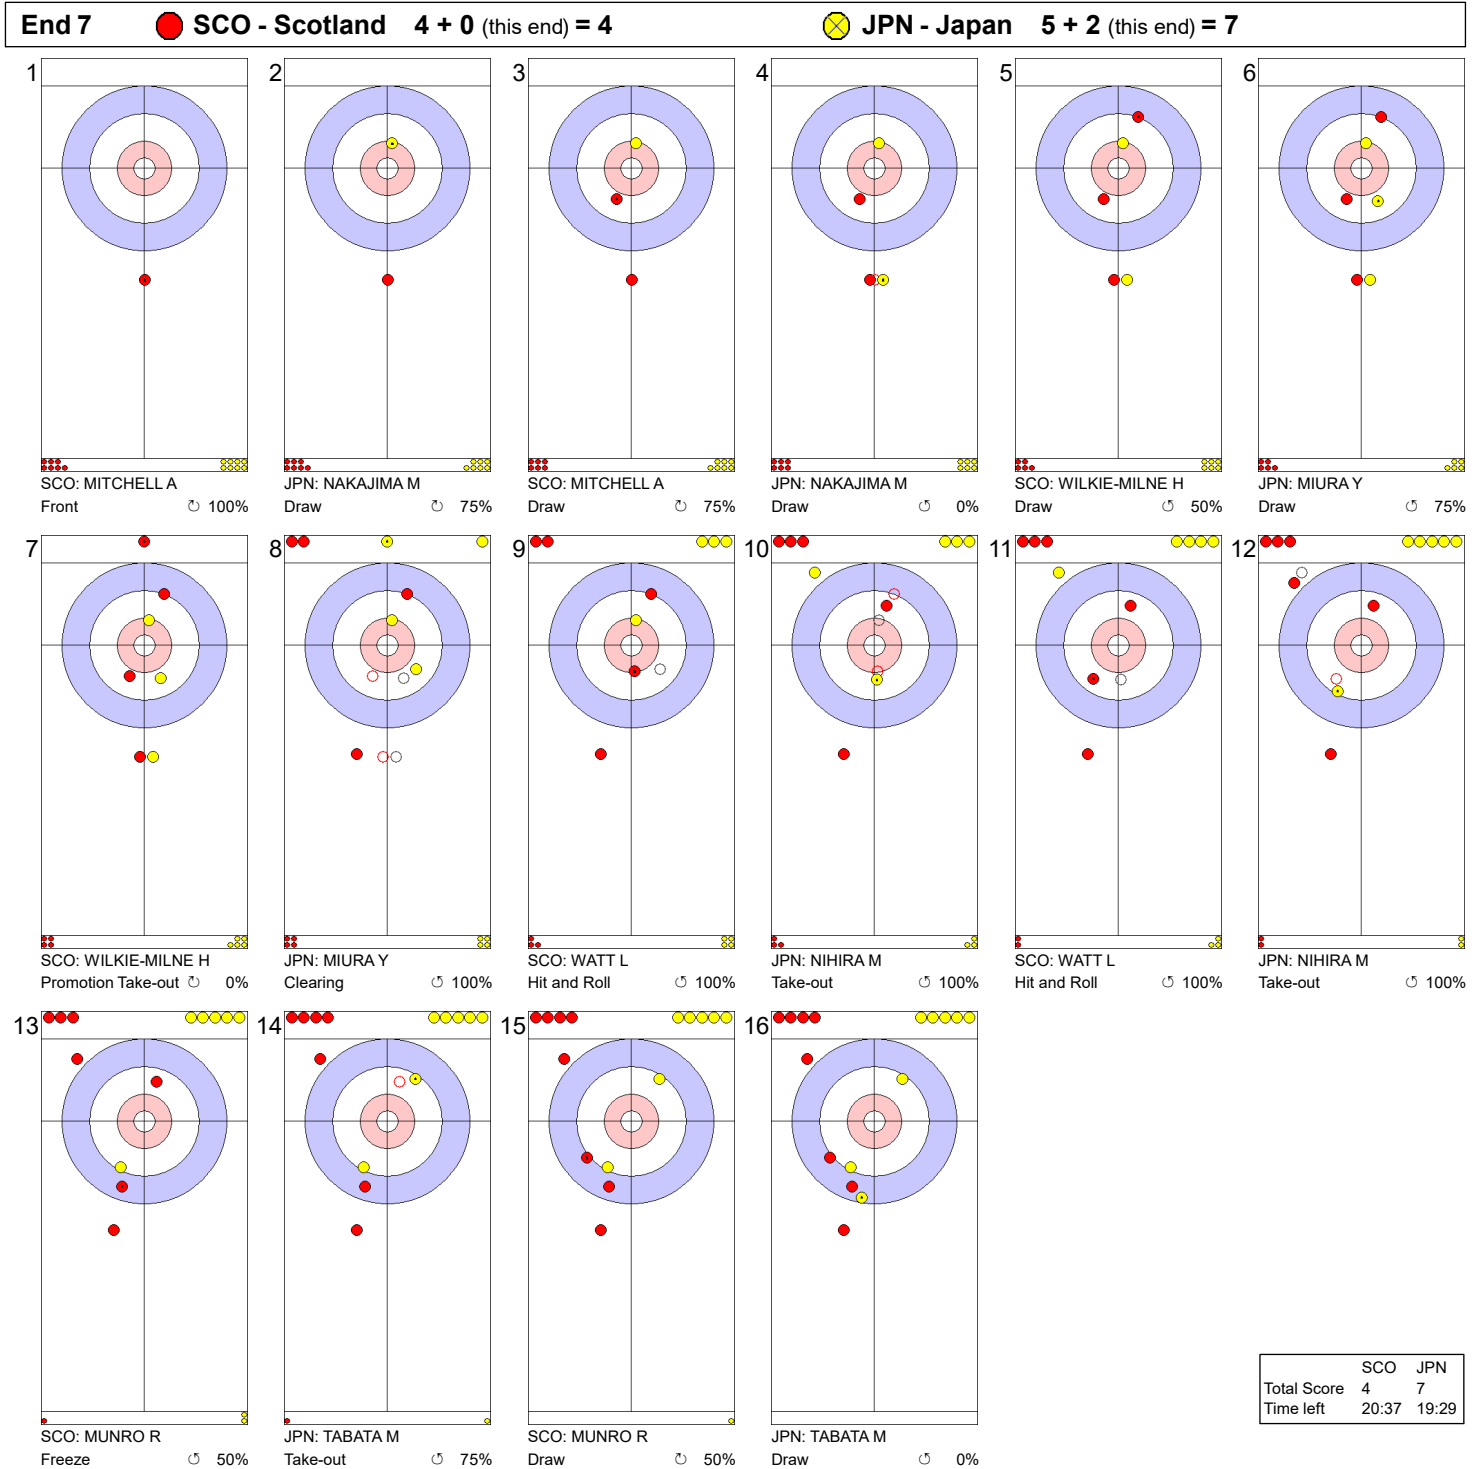 End 7 SCO - Scotland 4 + 0 (this end) = 4 JPN - Japan 5 + 2 (this end) = 7
1 2 3 4 5 6
SCO: MITCHELL A JPN: NAKAJIMA M SCO: MITCHELL A JPN: NAKAJIMA M SCO: WILKIE-MILNE H JPN: MIURA Y
Front ↻ 100% Draw ↻ 75% Draw ↻ 75% Draw ↺ 0% Draw ↻ 50% Draw ↺ 75%
7 8 9 10 11 12
SCO: WILKIE-MILNE H JPN: MIURA Y SCO: WATT L JPN: NIHIRA M SCO: WATT L JPN: NIHIRA M
Promotion Take-out ↻ 0% Clearing ↺ 100% Hit and Roll ↺ 100% Take-out ↺ 100% Hit and Roll ↺ 100% Take-out ↺ 100%
13 14 15 16
SCO: MUNRO R JPN: TABATA M SCO: MUNRO R JPN: TABATA M
Freeze ↺ 50% Take-out ↻ 75% Draw ↻ 50% Draw ↺ 0%
SCO JPN
Total Score 4 7
Time left 20:37 19:29